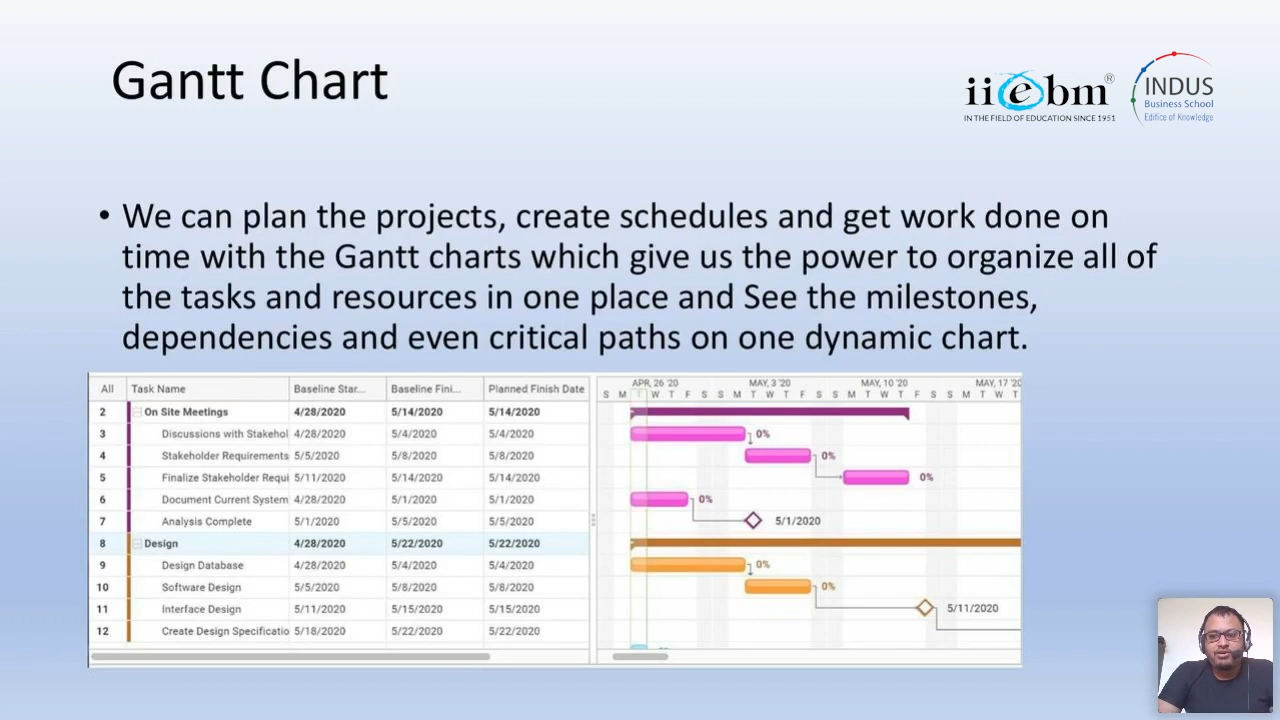 Gantt Chart
iiebm®
IN THE FIELD OF EDUCATION SINCE 1951
INDUS
Business School
Edifice of Knowledge
• We can plan the projects, create schedules and get work done on
time with the Gantt charts which give us the power to organize all of
the tasks and resources in one place and See the milestones,
dependencies and even critical paths on one dynamic chart.
All Task Name Baseline Star... Baseline Fini... Planned Finish Date
APR, 26 '20 MAY, 3 '20 MAY, 10 '20 MAY, 17 '20
S M T W T F S S M T W T F S S M T W T F S S M T W T
2 On Site Meetings 4/28/2020 5/14/2020 5/14/2020
3 Discussions with Stakehol 4/28/2020 5/4/2020 5/4/2020 0%
4 Stakeholder Requirements 5/5/2020 5/8/2020 5/8/2020 0%
5 Finalize Stakeholder Requi 5/11/2020 5/14/2020 5/14/2020 0%
6 Document Current System 4/28/2020 5/1/2020 5/1/2020 0%
7 Analysis Complete 5/1/2020 5/5/2020 5/5/2020 5/1/2020
8 Design 4/28/2020 5/22/2020 5/22/2020
9 Design Database 4/28/2020 5/4/2020 5/4/2020 0%
10 Software Design 5/5/2020 5/8/2020 5/8/2020 0%
11 Interface Design 5/11/2020 5/15/2020 5/15/2020 5/11/2020
12 Create Design Specificatio 5/18/2020 5/22/2020 5/22/2020